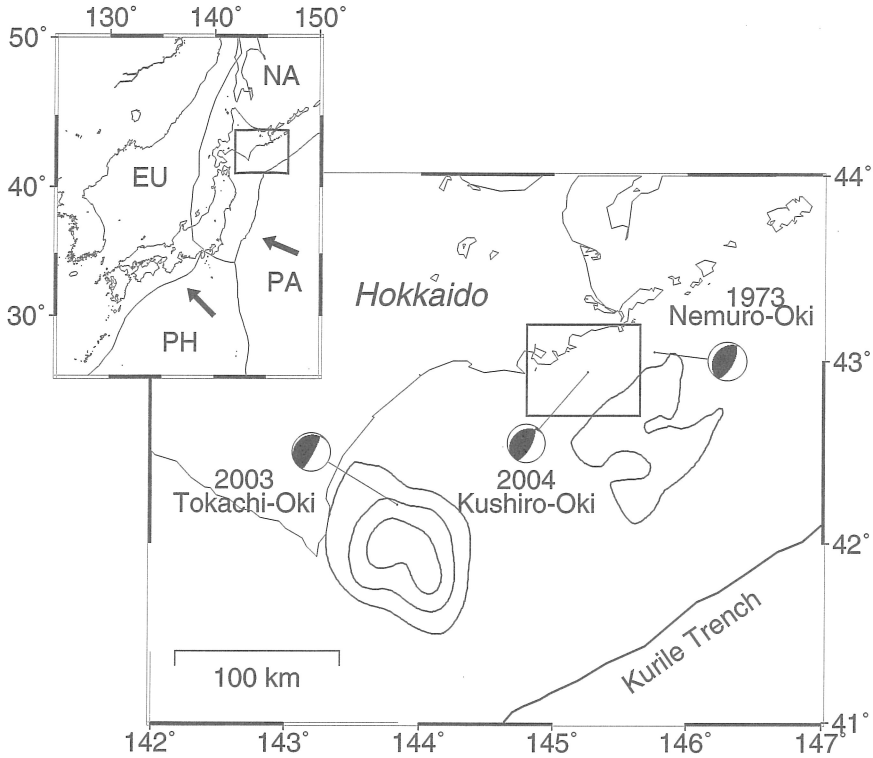 130° 140° 150°
50°
NA
EU
40°
44°
PA
Hokkaido
1973
Nemuro-Oki
30°
PH
43°
2003
Tokachi-Oki
2004
Kushiro-Oki
42°
Kurile Trench
100 km
41°
142° 143° 144° 145° 146° 147°